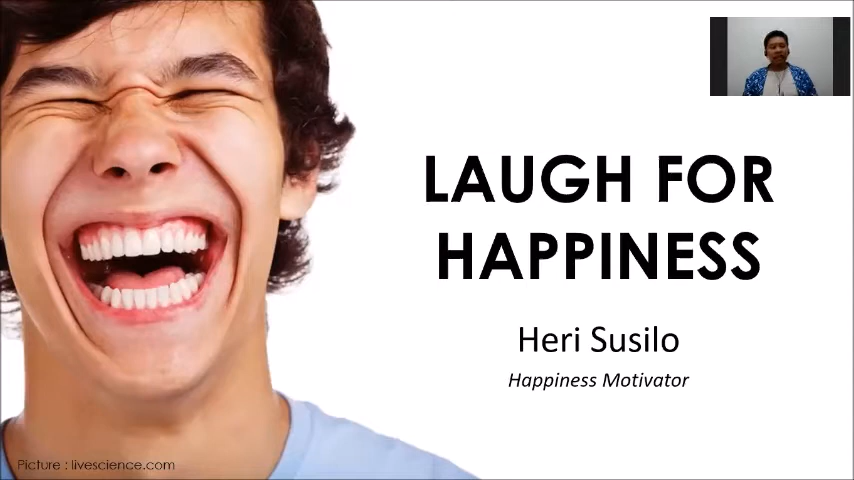 LAUGH FOR
HAPPINESS
Heri Susilo
Happiness Motivator
Picture : livescience.com